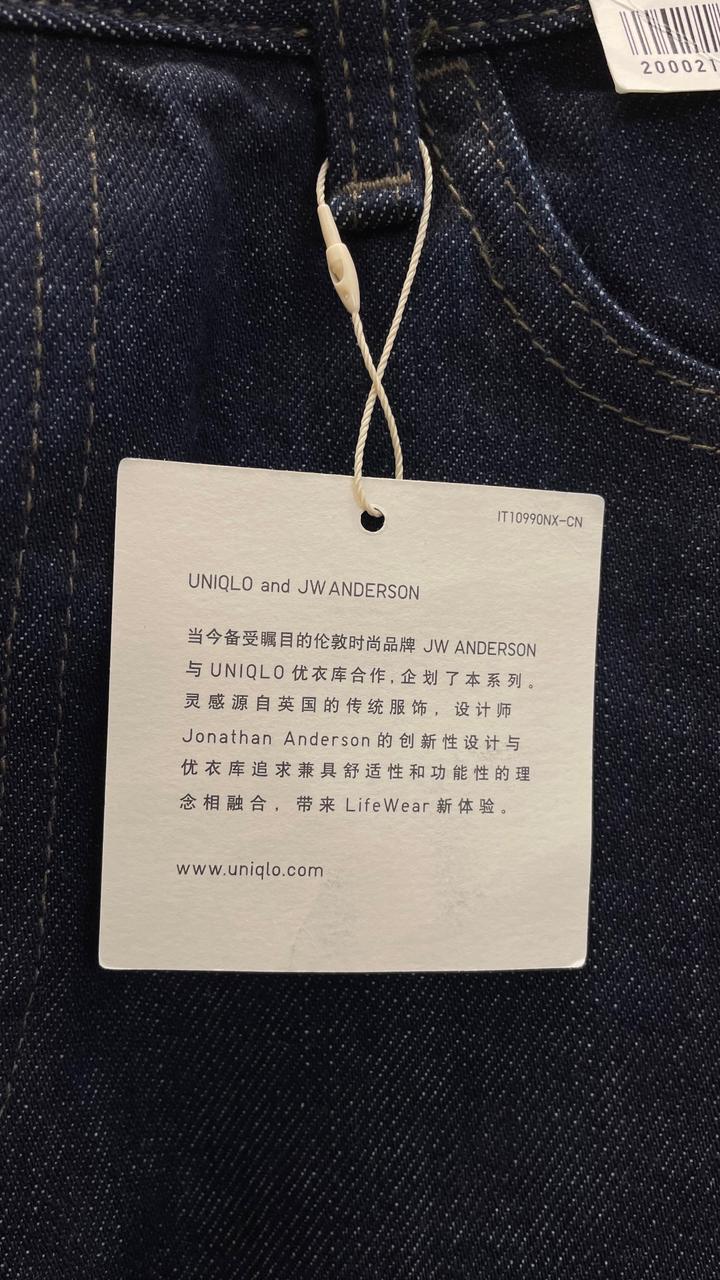 200021
IT10990NX-CN
UNIQLO and JW ANDERSON
当今备受瞩目的伦敦时尚品牌 JW ANDERSON
与 UNIQLO 优衣库合作,企划了本系列。
灵感源自英国的传统服饰，设计师
Jonathan Anderson 的创新性设计与
优衣库追求兼具舒适性和功能性的理
念相融合，带来 LifeWear 新体验。
www.uniqlo.com